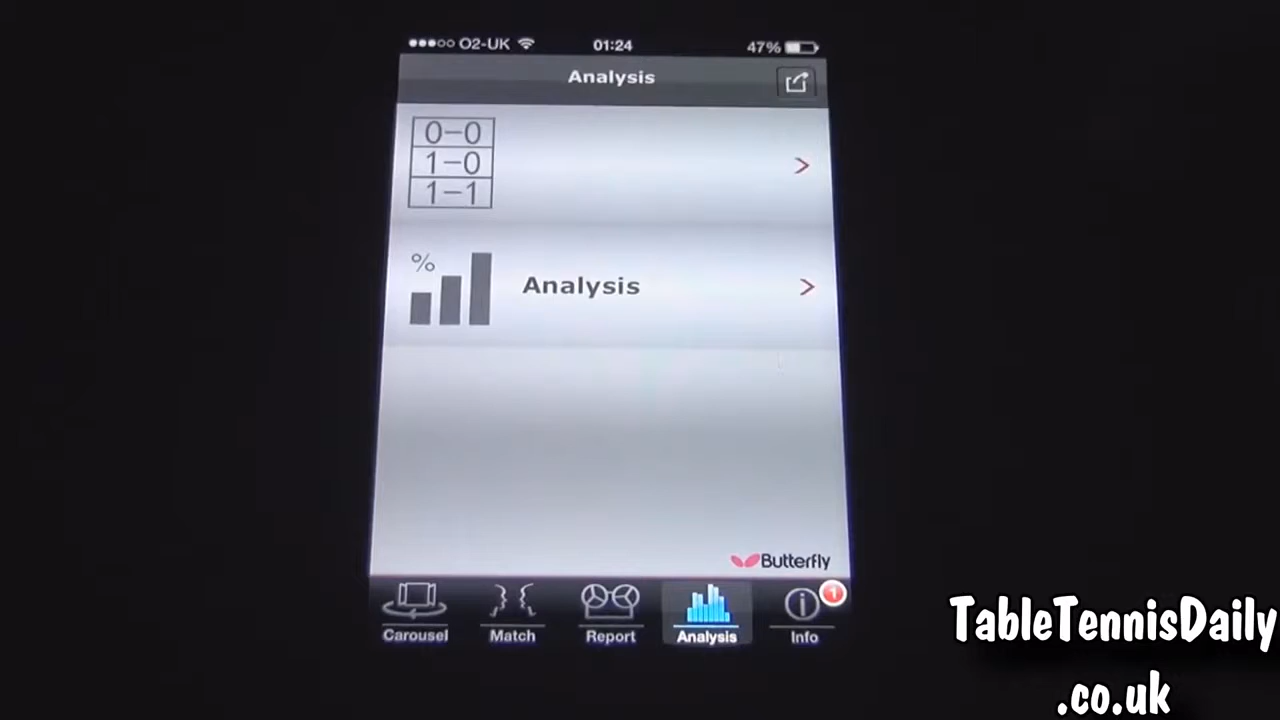 O2-UK 01:24 47%
Analysis
0-0
1-0
1-1
%
Analysis
Butterfly
Carousel Match Report Analysis Info 1
TableTennisDaily
.co.uk